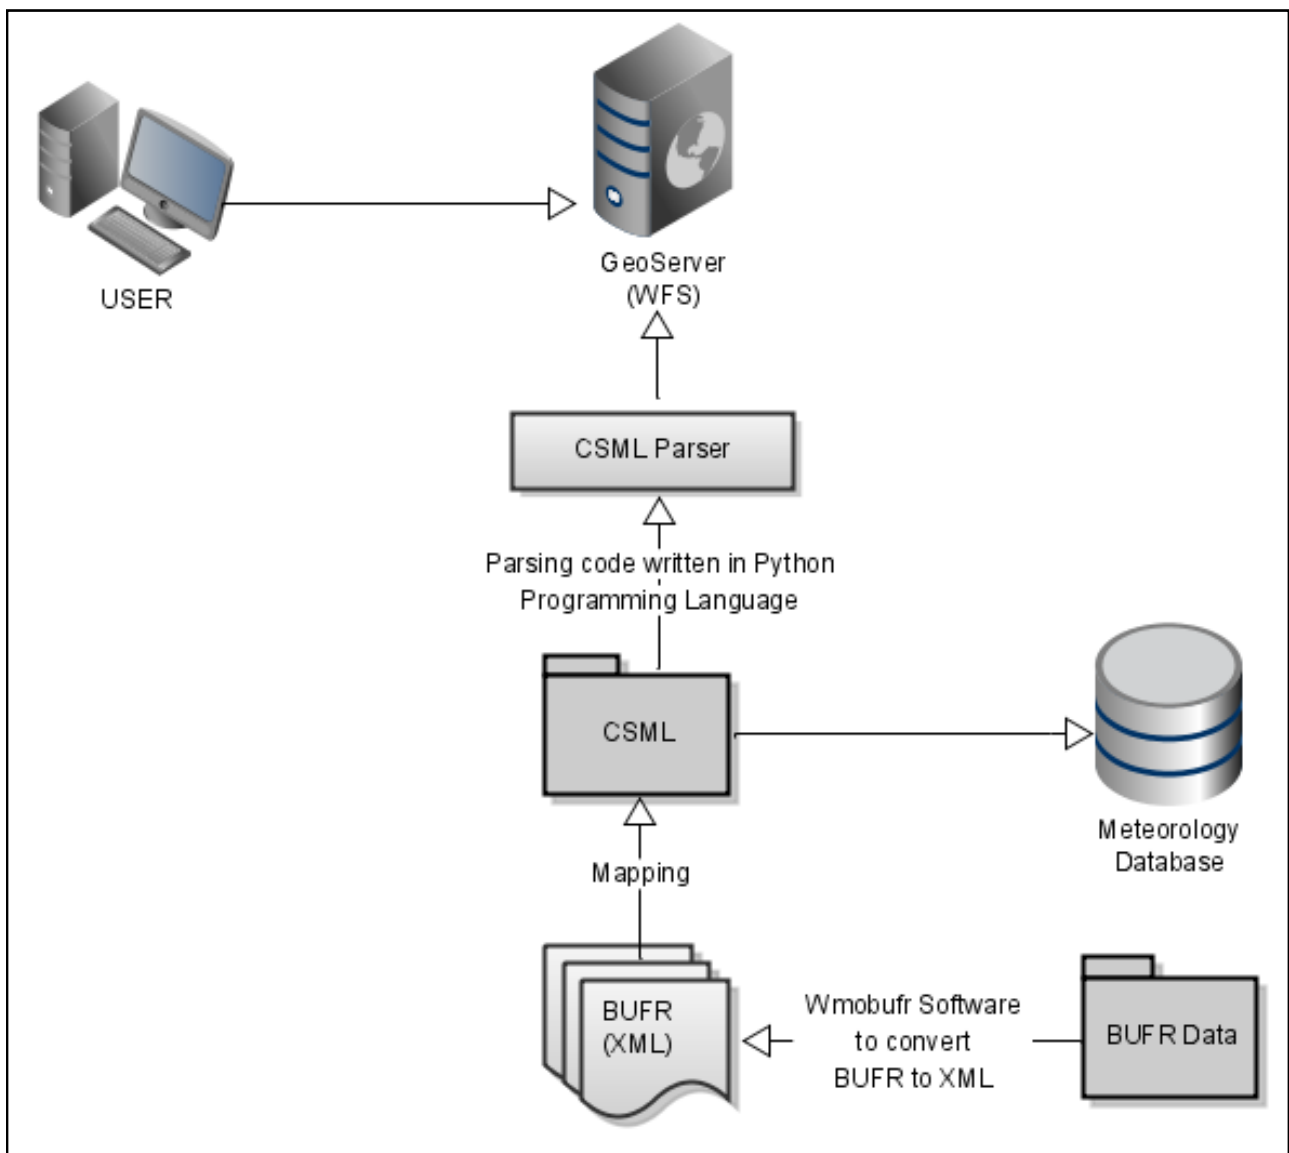 USER
GeoServer
(WFS)
CSML Parser
Parsing code written in Python
Programming Language
CSML
Meteorology
Database
Mapping
BUFR
(XML)
Wmobufr Software
to convert
BUFR to XML
BUFR Data